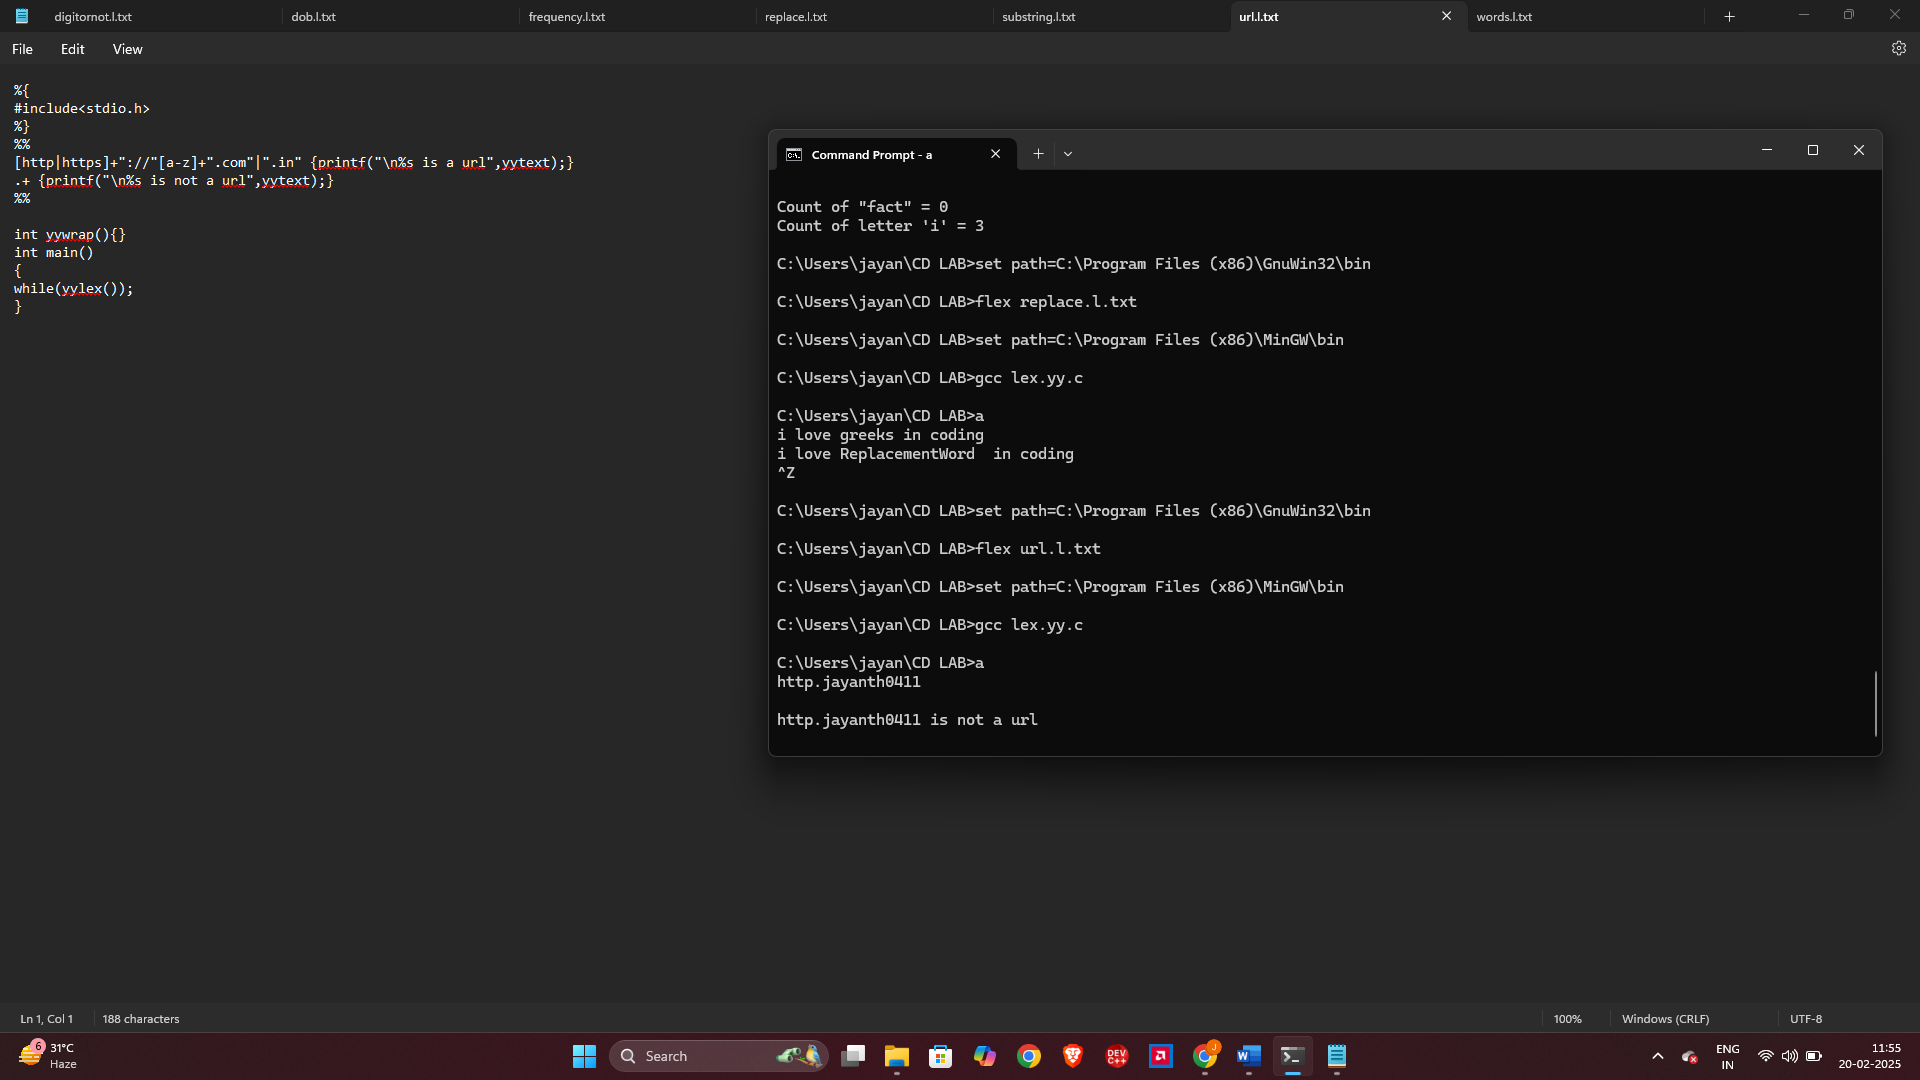 digitornot.l.txt
dob.l.txt
frequency.l.txt
replace.l.txt
substring.l.txt
url.l.txt
words.l.txt
File
Edit
View
%{
#include<stdio.h>
%}
%%
[http|https]+"://"[a-z]+".com"|".in" {printf("\n%s is a url",yytext);}
.+ {printf("\n%s is not a url",yytext);}
%%
int yywrap(){}
int main()
{
while(yylex());
}
Command Prompt - a
Count of "fact" = 0
Count of letter 'i' = 3
C:\Users\jayan\CD LAB>set path=C:\Program Files (x86)\GnuWin32\bin
C:\Users\jayan\CD LAB>flex replace.l.txt
C:\Users\jayan\CD LAB>set path=C:\Program Files (x86)\MinGW\bin
C:\Users\jayan\CD LAB>gcc lex.yy.c
C:\Users\jayan\CD LAB>a
i love greeks in coding
i love ReplacementWord  in coding
^Z
C:\Users\jayan\CD LAB>set path=C:\Program Files (x86)\GnuWin32\bin
C:\Users\jayan\CD LAB>flex url.l.txt
C:\Users\jayan\CD LAB>set path=C:\Program Files (x86)\MinGW\bin
C:\Users\jayan\CD LAB>gcc lex.yy.c
C:\Users\jayan\CD LAB>a
http.jayanth0411
http.jayanth0411 is not a url
Ln 1, Col 1
188 characters
100%
Windows (CRLF)
UTF-8
6
31°C
Haze
Search
DEV
C++
J
W
ENG
IN
11:55
20-02-2025